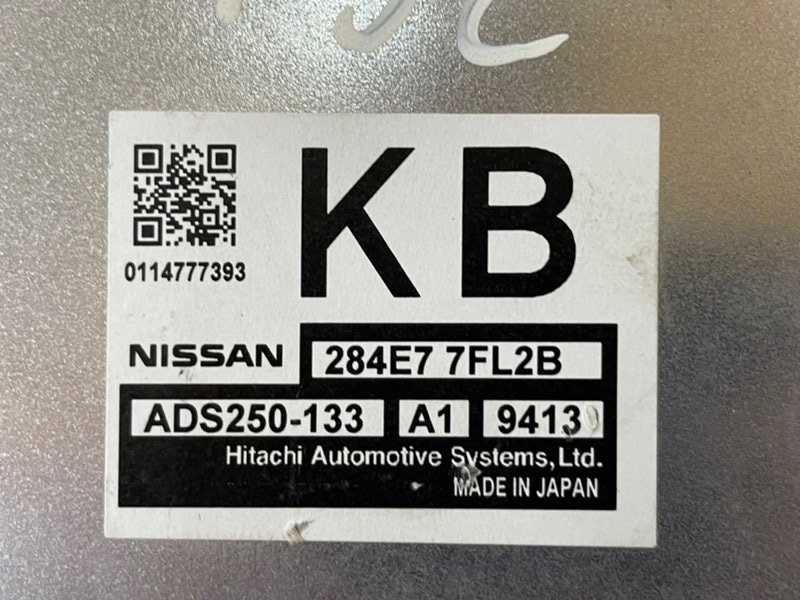 KB
0114777393
NISSAN 284E7 7FL2B
ADS250-133 A1 9413
Hitachi Automotive Systems, Ltd.
MADE IN JAPAN